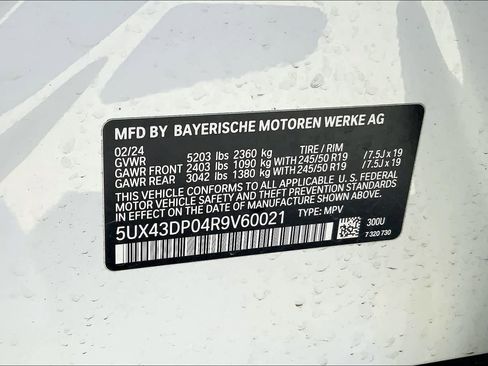 MFD BY BAYERISCHE MOTOREN WERKE AG
02/24 TIRE / RIM
GVWR 5203 lbs 2360 kg
GAWR FRONT 2403 lbs 1090 kg WITH 245/50 R19 / 7.5J x 19
GAWR REAR 3042 lbs 1380 kg WITH 245/50 R19 / 7.5J x 19
THIS VEHICLE CONFORMS TO ALL APPLICABLE U. S. FEDERAL
MOTOR VEHICLE SAFETY AND THEFT PREVENTION STANDARDS
IN EFFECT ON THE DATE OF MANUFACTURE SHOWN ABOVE.
5UX43DP04R9V60021 TYPE: MPV 300U
7 320 730